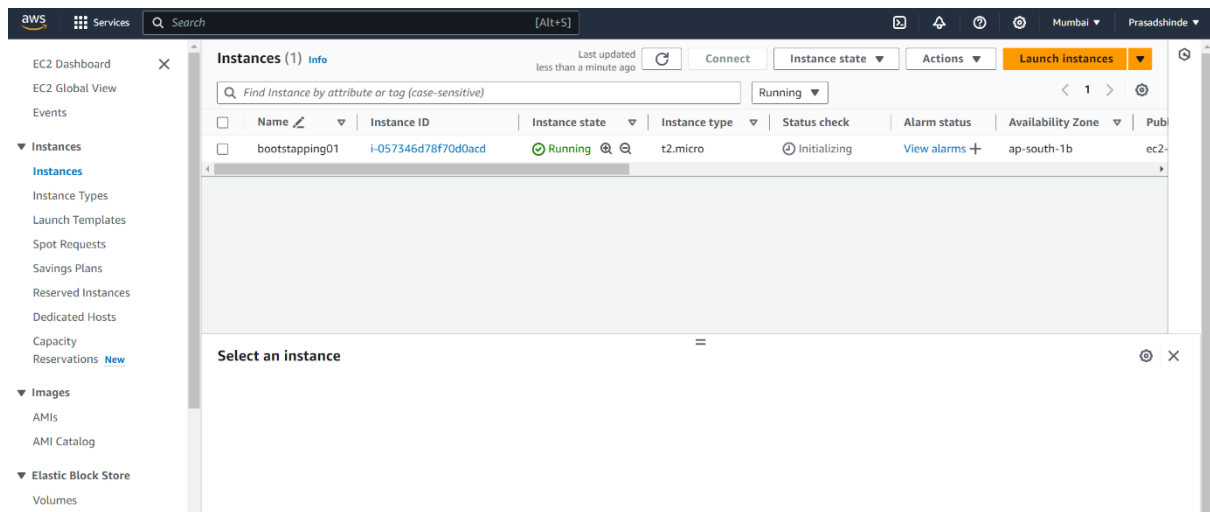 aws Services Search [Alt+S] Mumbai Prasadshinde
EC2 Dashboard
EC2 Global View
Events
Instances
Instances
Instance Types
Launch Templates
Spot Requests
Savings Plans
Reserved Instances
Dedicated Hosts
Capacity
Reservations New
Images
AMIs
AMI Catalog
Elastic Block Store
Volumes
Instances (1) Info
Last updated
less than a minute ago
Connect Instance state Actions Launch instances
Find Instance by attribute or tag (case-sensitive) Running 1
Name Instance ID Instance state Instance type Status check Alarm status Availability Zone Publ
bootstapping01 i-057346d78f70d0acd Running t2.micro Initializing View alarms + ap-south-1b ec2-
Select an instance